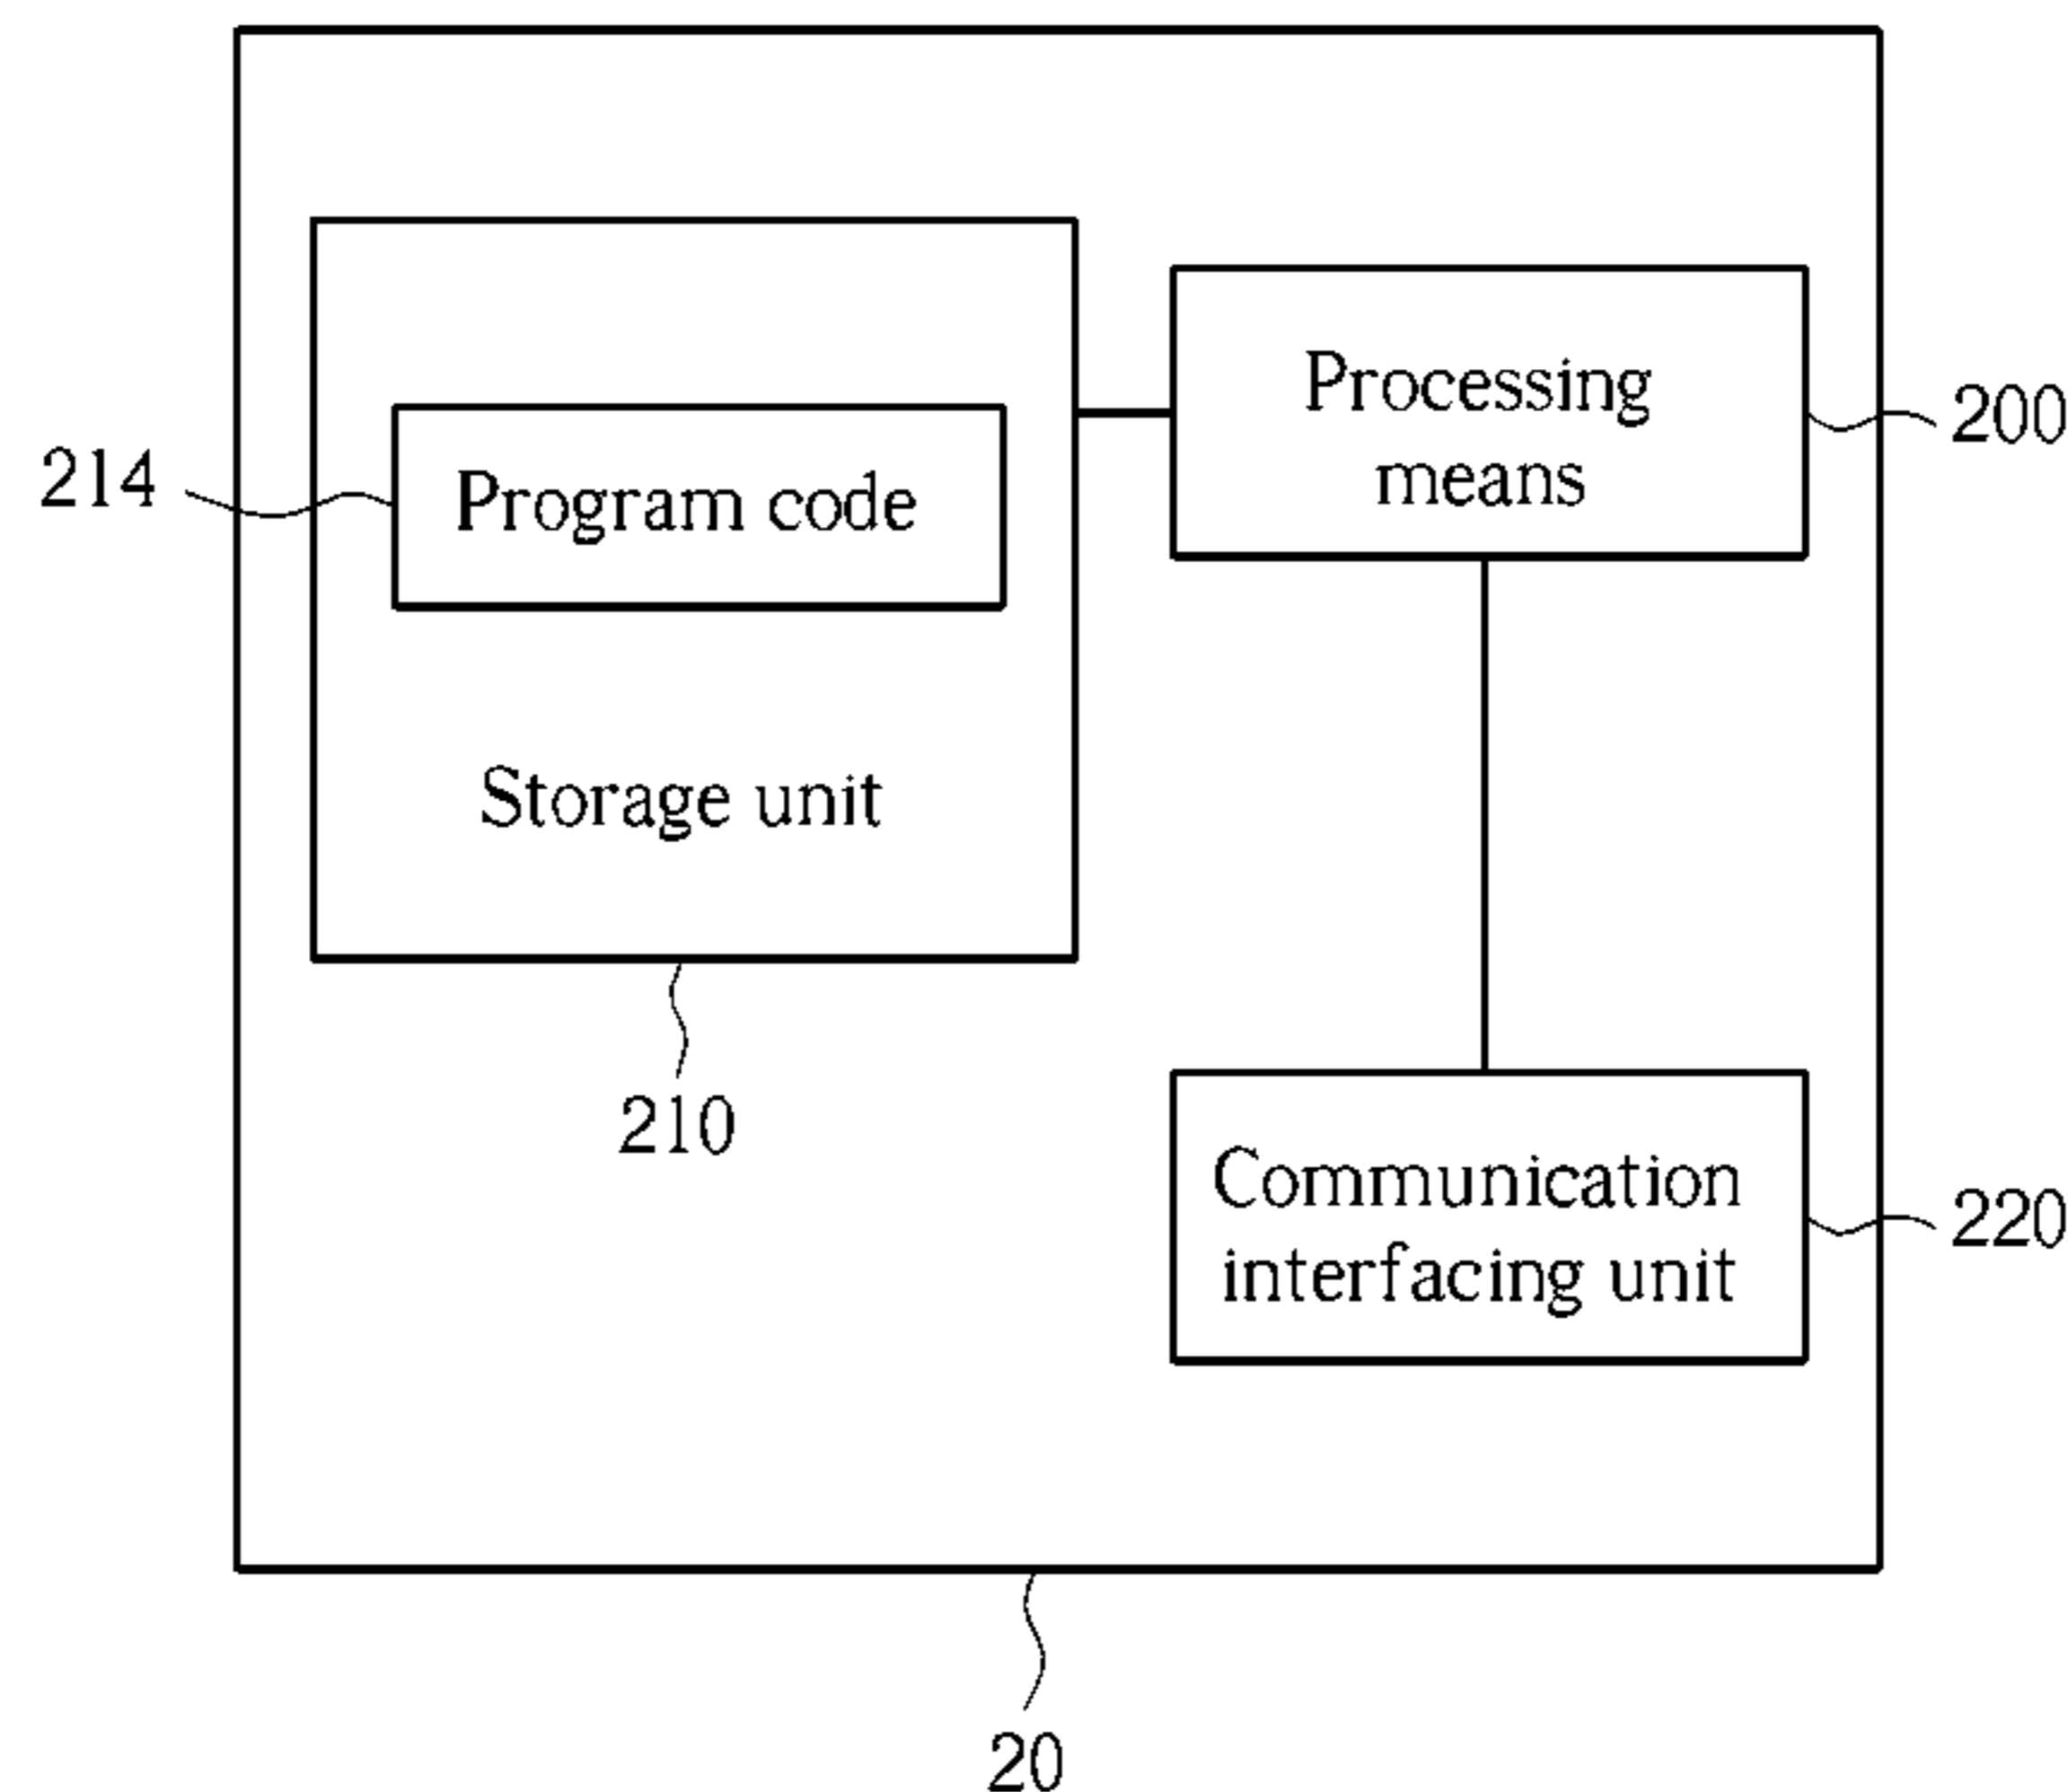 Processing
means
200
214
Program code
Storage unit
210
Communication
interfacing unit
220
20